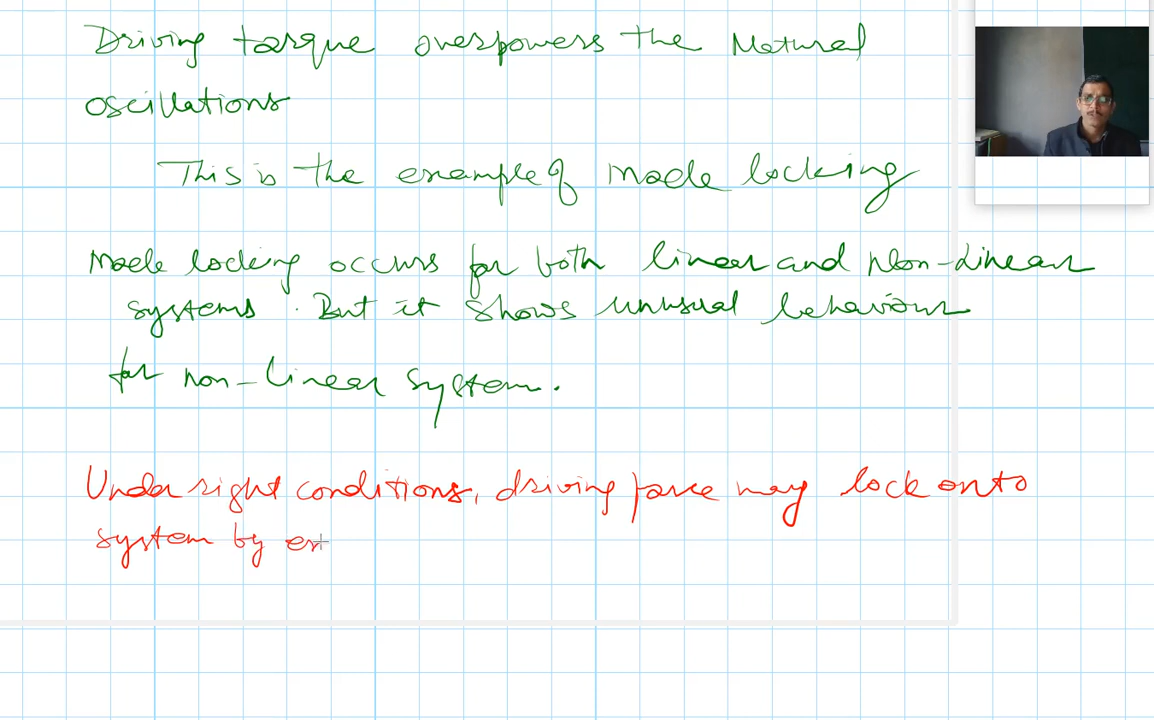 Driving torque overpowers the Natural
oscillations
This is the example of Mode locking
Mode locking occurs for both linear and Non-Linear
systems. But it shows unusual behaviour
for non-linear system.
Under right conditions, driving force may lock onto
system by ex